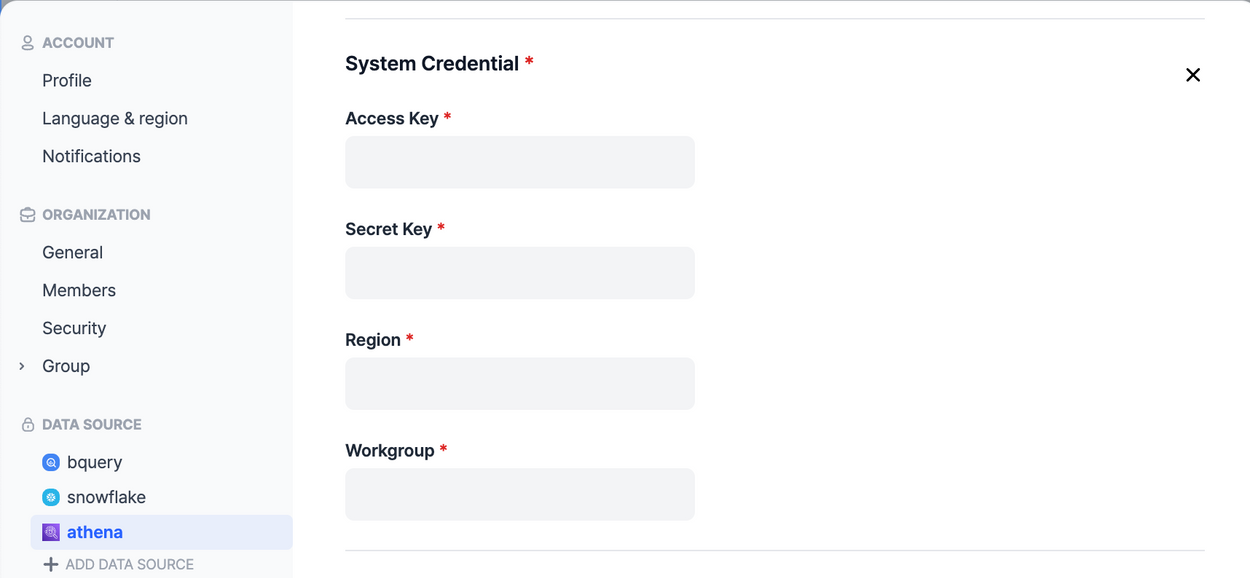 ACCOUNT
Profile
Language & region
Notifications
ORGANIZATION
General
Members
Security
Group
DATA SOURCE
bquery
snowflake
athena
ADD DATA SOURCE
System Credential *
Access Key *
Secret Key *
Region *
Workgroup *